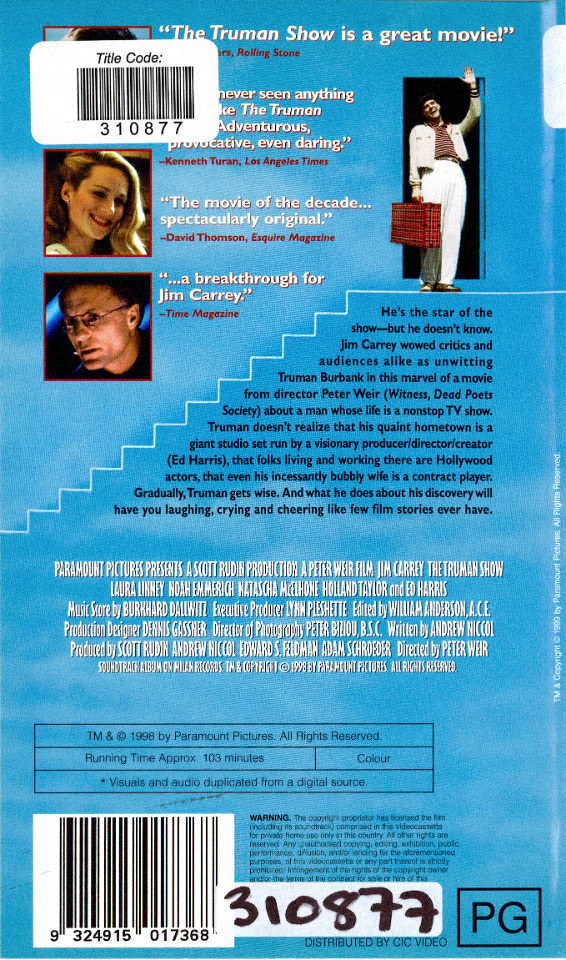 “The Truman Show is a great movie!”
Rolling Stone
Title Code:
310877
never seen anything
The Truman
Adventurous,
provocative, even daring.”
–Kenneth Turan, Los Angeles Times
“The movie of the decade...
spectacularly original.”
–David Thomson, Esquire Magazine
“...a breakthrough for
Jim Carrey.”
–Time Magazine
He's the star of the
show—but he doesn't know.
Jim Carrey wowed critics and
audiences alike as unwitting
Truman Burbank in this marvel of a movie
from director Peter Weir (Witness, Dead Poets
Society) about a man whose life is a nonstop TV show.
Truman doesn't realize that his quaint hometown is a
giant studio set run by a visionary producer/director/creator
(Ed Harris), that folks living and working there are Hollywood
actors, that even his incessantly bubbly wife is a contract player.
Gradually, Truman gets wise. And what he does about his discovery will
have you laughing, crying and cheering like few film stories ever have.
PARAMOUNT PICTURES PRESENTS A SCOTT RUDIN PRODUCTION A PETER WEIR FILM JIM CARREY THE TRUMAN SHOW
LAURA LINNEY NOAH EMMERICH NATASCHA McELHONE HOLLAND TAYLOR and ED HARRIS
Music Score by BURKHARD DALLWITZ Executive Producer LYNN PLESHETTE Edited by WILLIAM ANDERSON, A.C.E.
Production Designer DENNIS GASSNER Director of Photography PETER BIZIOU, B.S.C. Written by ANDREW NICCOL
Produced by SCOTT RUDIN ANDREW NICCOL EDWARD S. FELDMAN ADAM SCHROEDER Directed by PETER WEIR
SOUNDTRACK ALBUM ON MILAN RECORDS. TM & COPYRIGHT © 1998 BY PARAMOUNT PICTURES. ALL RIGHTS RESERVED.
TM & Copyright © 1999 by Paramount Pictures. All Rights Reserved.
TM & © 1998 by Paramount Pictures. All Rights Reserved.
Running Time Approx. 103 minutes Colour
* Visuals and audio duplicated from a digital source.
WARNING. The copyright proprietor has licensed the film
(including its soundtrack) comprised in this videocassette
for private home use only in this country. All other rights are
reserved. Any unauthorised copying, editing, exhibition, public
performance, diffusion, and/or lending for the aforementioned
purposes, of this videocassette or any part thereof is strictly
prohibited. Infringement of the rights of the copyright owner
and/or the terms of the contract for sale or hire of this
310877
DISTRIBUTED BY CIC VIDEO
PG
9 324915 017368